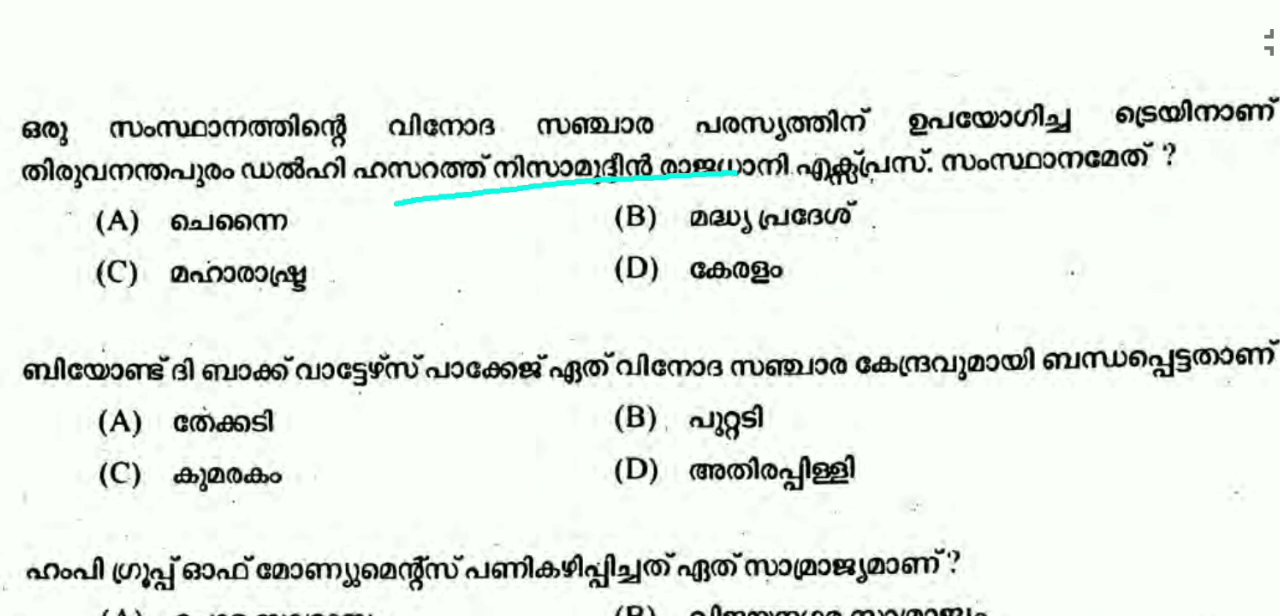 ഒരു സംസ്ഥാനത്തിന്റെ വിനോദ സഞ്ചാര പരസ്യത്തിന് ഉപയോഗിച്ച ട്രെയിനാണ്
തിരുവനന്തപുരം ഡൽഹി ഹസറത്ത് നിസാമുദ്ദീൻ രാജധാനി എക്സ്പ്രസ്. സംസ്ഥാനമേത് ?
(A) ചെന്നൈ (B) മദ്ധ്യ പ്രദേശ്
(C) മഹാരാഷ്ട്ര (D) കേരളം
ബിയോണ്ട് ദി ബാക്ക് വാട്ടേഴ്സ് പാക്കേജ് ഏത് വിനോദ സഞ്ചാര കേന്ദ്രവുമായി ബന്ധപ്പെട്ടതാണ്
(A) തേക്കടി (B) പുറ്റടി
(C) കുമരകം (D) അതിരപ്പിള്ളി
ഹംപി ഗ്രൂപ്പ് ഓഫ് മോണ്യുമെന്റ്സ് പണികഴിപ്പിച്ചത് ഏത് സാമ്രാജ്യമാണ് ?
(A) (B) വിജയനഗര സാമ്രാജ്യം